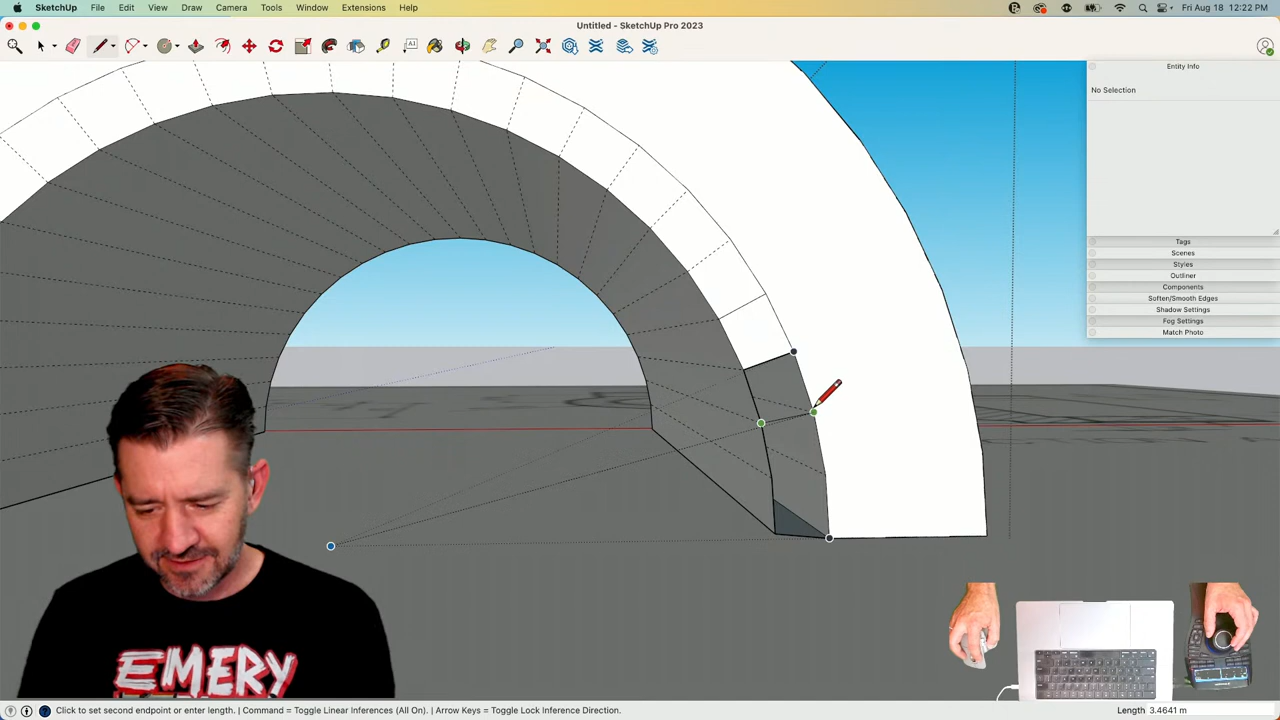 SketchUp File Edit View Draw Camera Tools Window Extensions Help Fri Aug 18 12:22 PM
Untitled - SketchUp Pro 2023
A1
Entity Info
No Selection
Tags
Scenes
Styles
Outliner
Components
Soften/Smooth Edges
Shadow Settings
Fog Settings
Match Photo
EMERY
Click to set second endpoint or enter length. | Command = Toggle Linear Inferences (All On). | Arrow Keys = Toggle Lock Inference Direction. Length 3.4641 m